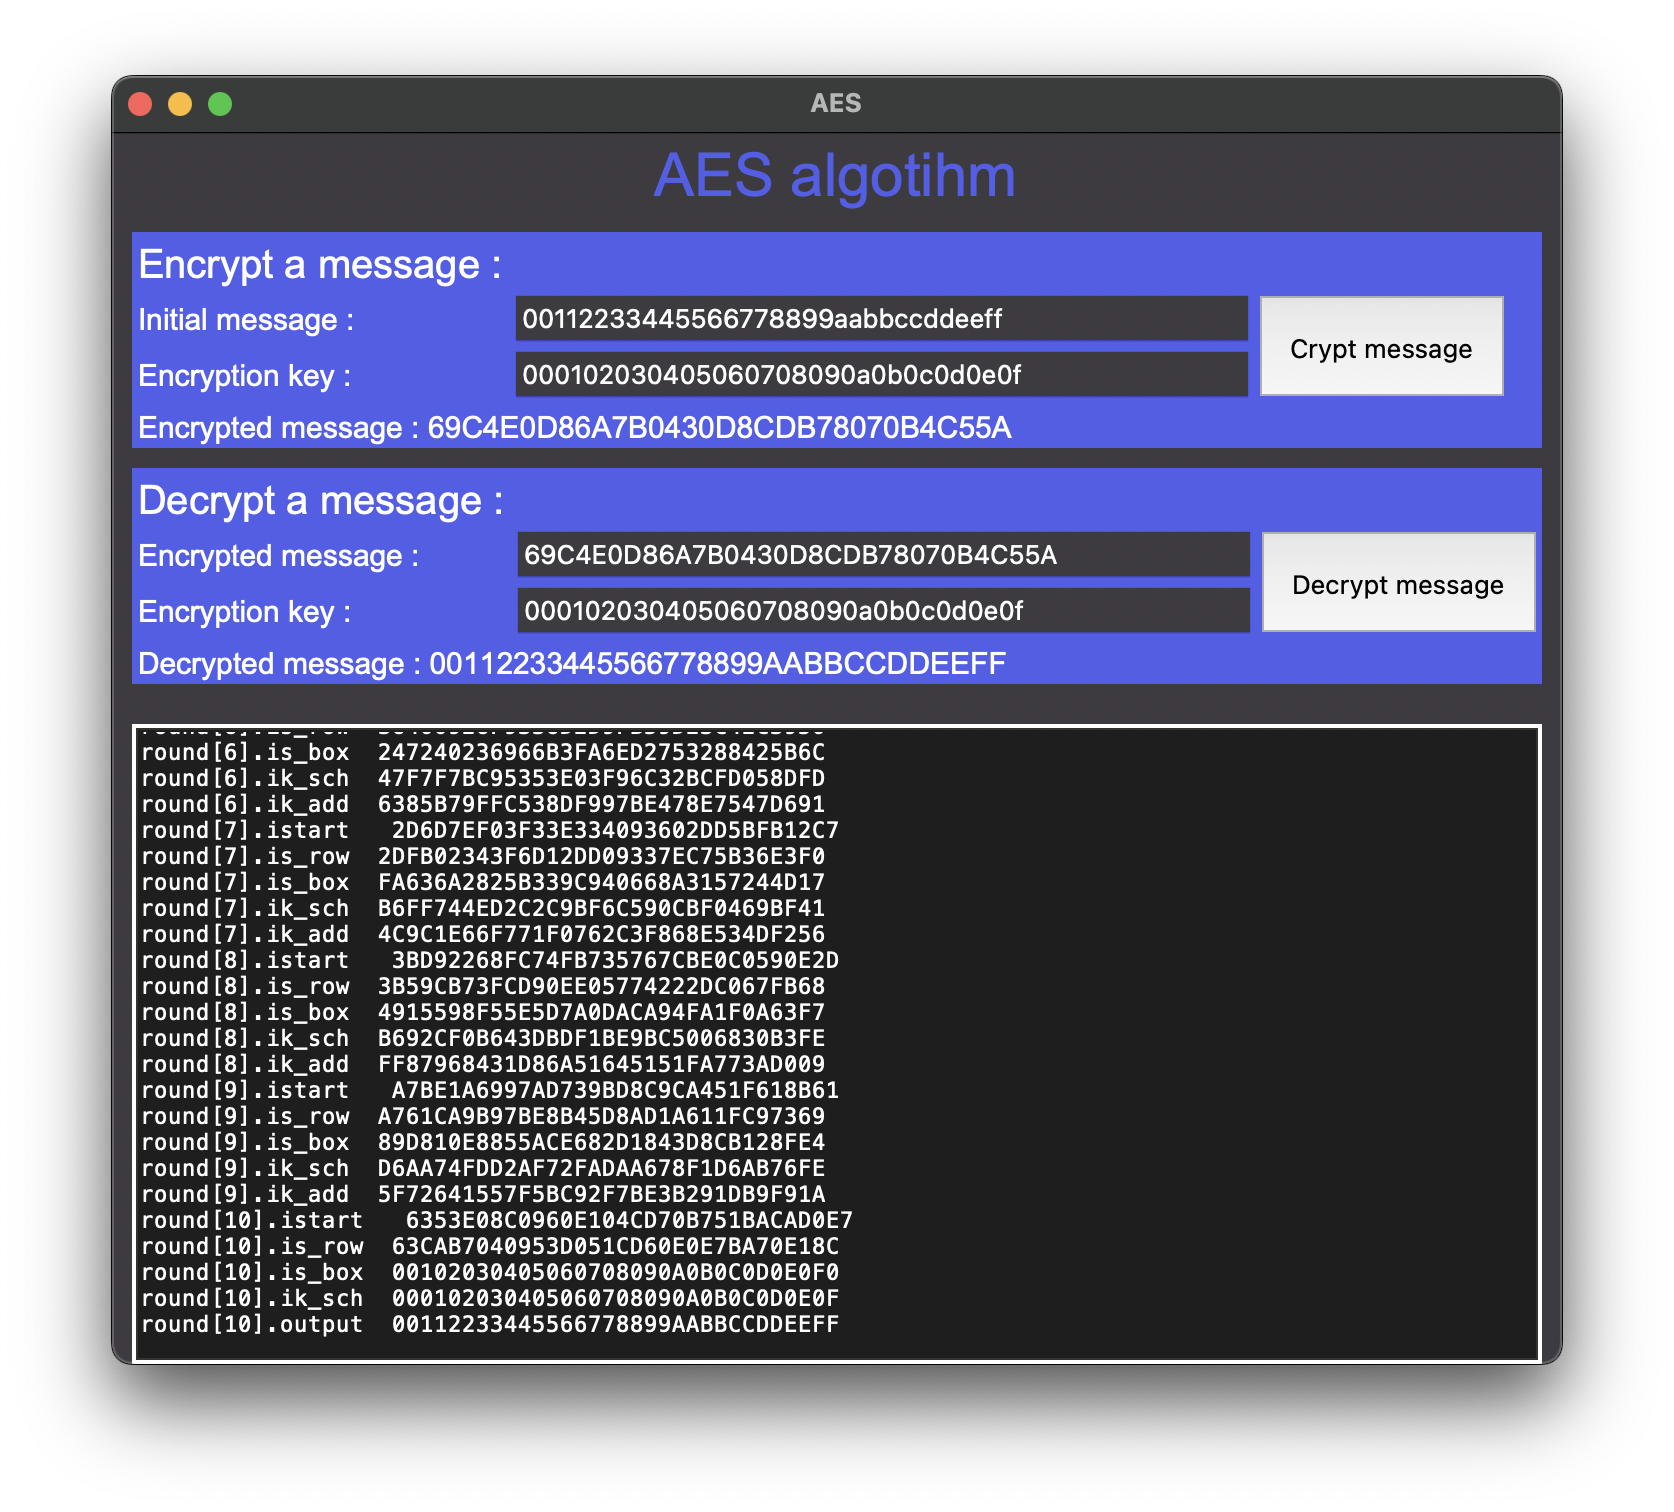 AES
AES algotihm
Encrypt a message :
Initial message : 00112233445566778899aabbccddeeff
Encryption key : 000102030405060708090a0b0c0d0e0f
Crypt message
Encrypted message : 69C4E0D86A7B0430D8CDB78070B4C55A
Decrypt a message :
Encrypted message : 69C4E0D86A7B0430D8CDB78070B4C55A
Encryption key : 000102030405060708090a0b0c0d0e0f
Decrypt message
Decrypted message : 00112233445566778899AABBCCDDEEFF
round[6].is_box 247240236966B3FA6ED2753288425B6C
round[6].ik_sch 47F7F7BC95353E03F96C32BCFD058DFD
round[6].ik_add 6385B79FFC538DF997BE478E7547D691
round[7].istart 2D6D7EF03F33E334093602DD5BFB12C7
round[7].is_row 2DFB02343F6D12DD09337EC75B36E3F0
round[7].is_box FA636A2825B339C940668A3157244D17
round[7].ik_sch B6FF744ED2C2C9BF6C590CBF0469BF41
round[7].ik_add 4C9C1E66F771F0762C3F868E534DF256
round[8].istart 3BD92268FC74FB735767CBE0C0590E2D
round[8].is_row 3B59CB73FCD90EE05774222DC067FB68
round[8].is_box 4915598F55E5D7A0DACA94FA1F0A63F7
round[8].ik_sch B692CF0B643DBDF1BE9BC5006830B3FE
round[8].ik_add FF87968431D86A51645151FA773AD009
round[9].istart A7BE1A6997AD739BD8C9CA451F618B61
round[9].is_row A761CA9B97BE8B45D8AD1A611FC97369
round[9].is_box 89D810E8855ACE682D1843D8CB128FE4
round[9].ik_sch D6AA74FDD2AF72FADAA678F1D6AB76FE
round[9].ik_add 5F72641557F5BC92F7BE3B291DB9F91A
round[10].istart 6353E08C0960E104CD70B751BACAD0E7
round[10].is_row 63CAB7040953D051CD60E0E7BA70E18C
round[10].is_box 00102030405060708090A0B0C0D0E0F0
round[10].ik_sch 000102030405060708090A0B0C0D0E0F
round[10].output 00112233445566778899AABBCCDDEEFF